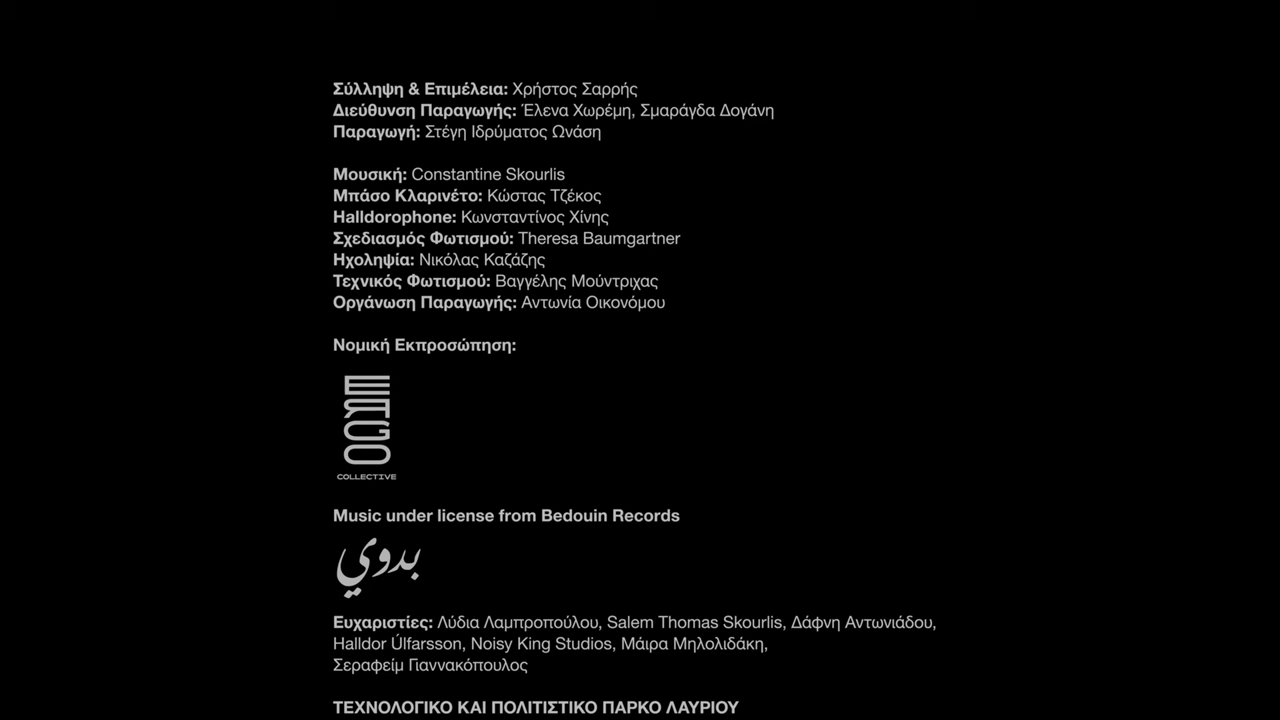 Σύλληψη & Επιμέλεια: Χρήστος Σαρρής
Διεύθυνση Παραγωγής: Έλενα Χωρέμη, Σμαράγδα Δογάνη
Παραγωγή: Στέγη Ιδρύματος Ωνάση
Μουσική: Constantine Skourlis
Μπάσο Κλαρινέτο: Κώστας Τζέκος
Halldorophone: Κωνσταντίνος Χίνης
Σχεδιασμός Φωτισμού: Theresa Baumgartner
Ηχοληψία: Νικόλας Καζάζης
Τεχνικός Φωτισμού: Βαγγέλης Μούντριχας
Οργάνωση Παραγωγής: Αντωνία Οικονόμου
Νομική Εκπροσώπηση:
ERGO
COLLECTIVE
Music under license from Bedouin Records
بدوي
Ευχαριστίες: Λύδια Λαμπροπούλου, Salem Thomas Skourlis, Δάφνη Αντωνιάδου,
Halldor Úlfarsson, Noisy King Studios, Μάιρα Μηλολιδάκη,
Σεραφείμ Γιαννακόπουλος
ΤΕΧΝΟΛΟΓΙΚΟ ΚΑΙ ΠΟΛΙΤΙΣΤΙΚΟ ΠΑΡΚΟ ΛΑΥΡΙΟΥ